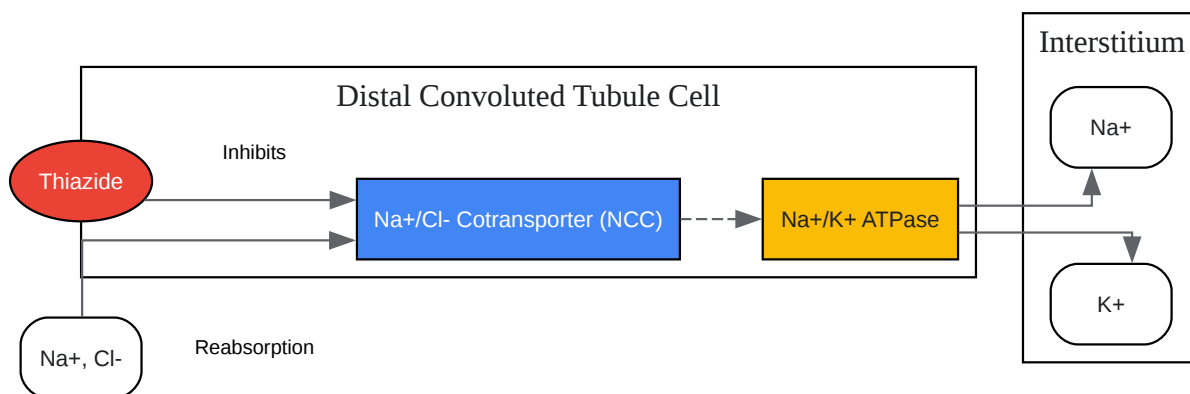 Interstitium
Distal Convoluted Tubule Cell
Na+
Inhibits
Thiazide
Na+/Cl- Cotransporter (NCC)
Na+/K+ ATPase
K+
Reabsorption
Na+, Cl-